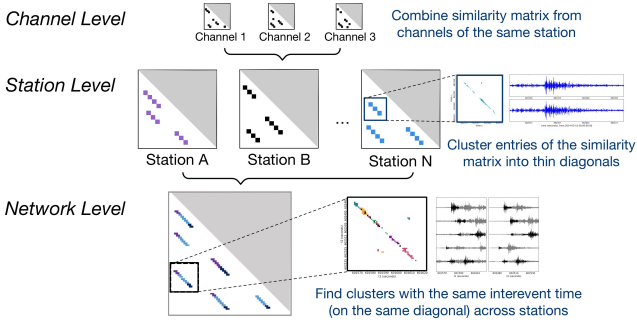 Channel Level
Channel 1
Channel 2
Channel 3
Combine similarity matrix from
channels of the same station
Station Level
...
Station A
Station B
Station N
Cluster entries of the similarity
matrix into thin diagonals
Network Level
Find clusters with the same interevent time
(on the same diagonal) across stations